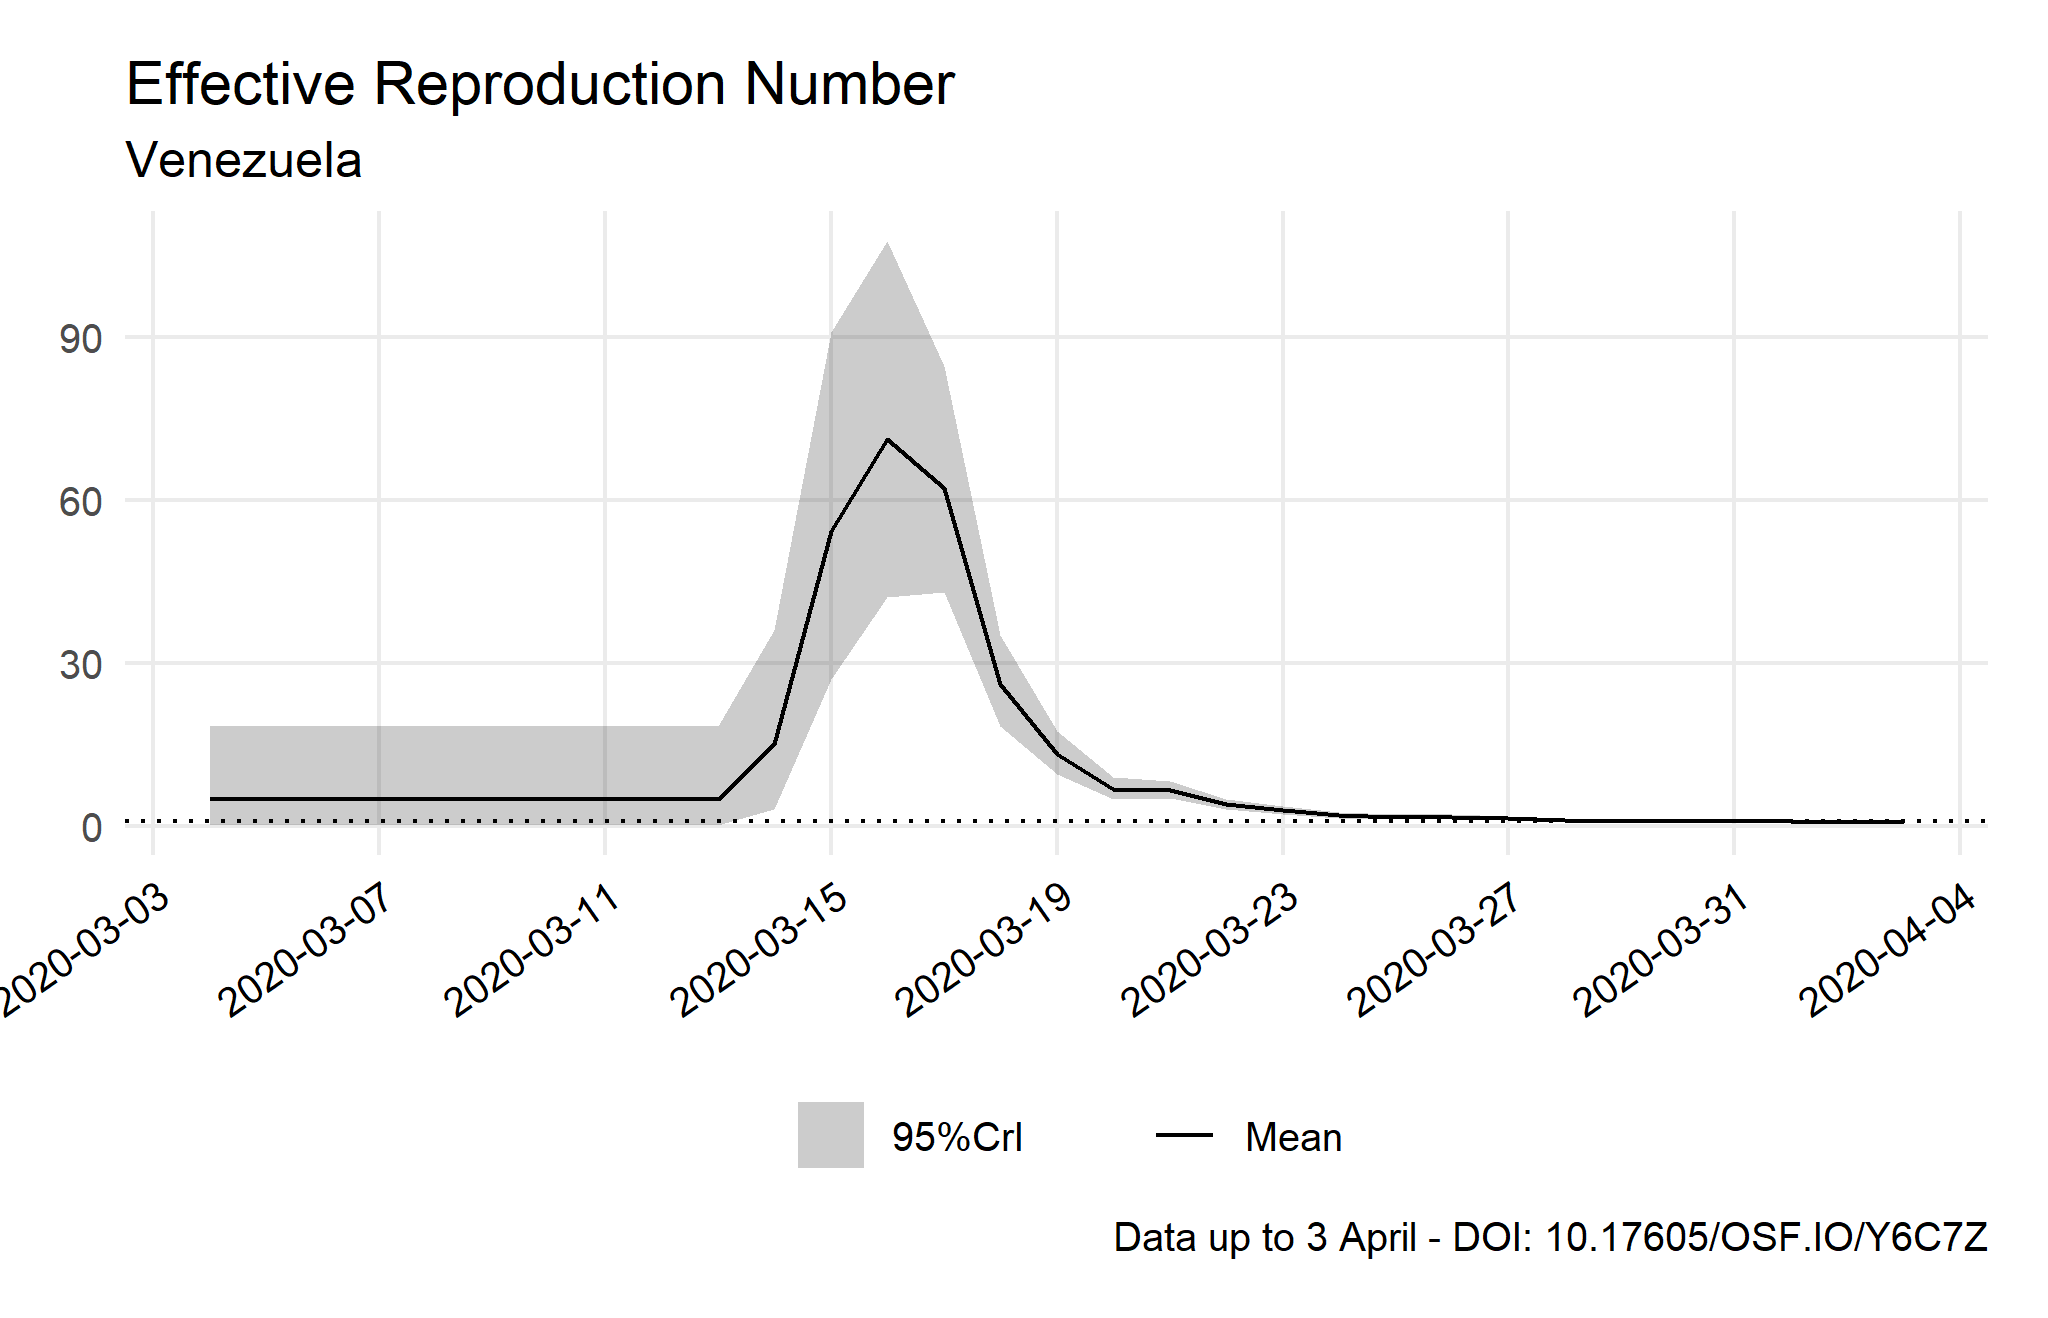 Effective Reproduction Number
Venezuela
90
60
30
0
2020-03-03
2020-03-07
2020-03-11
2020-03-15
2020-03-19
2020-03-23
2020-03-27
2020-03-31
2020-04-04
95%CrI
Mean
Data up to 3 April - DOI: 10.17605/OSF.IO/Y6C7Z